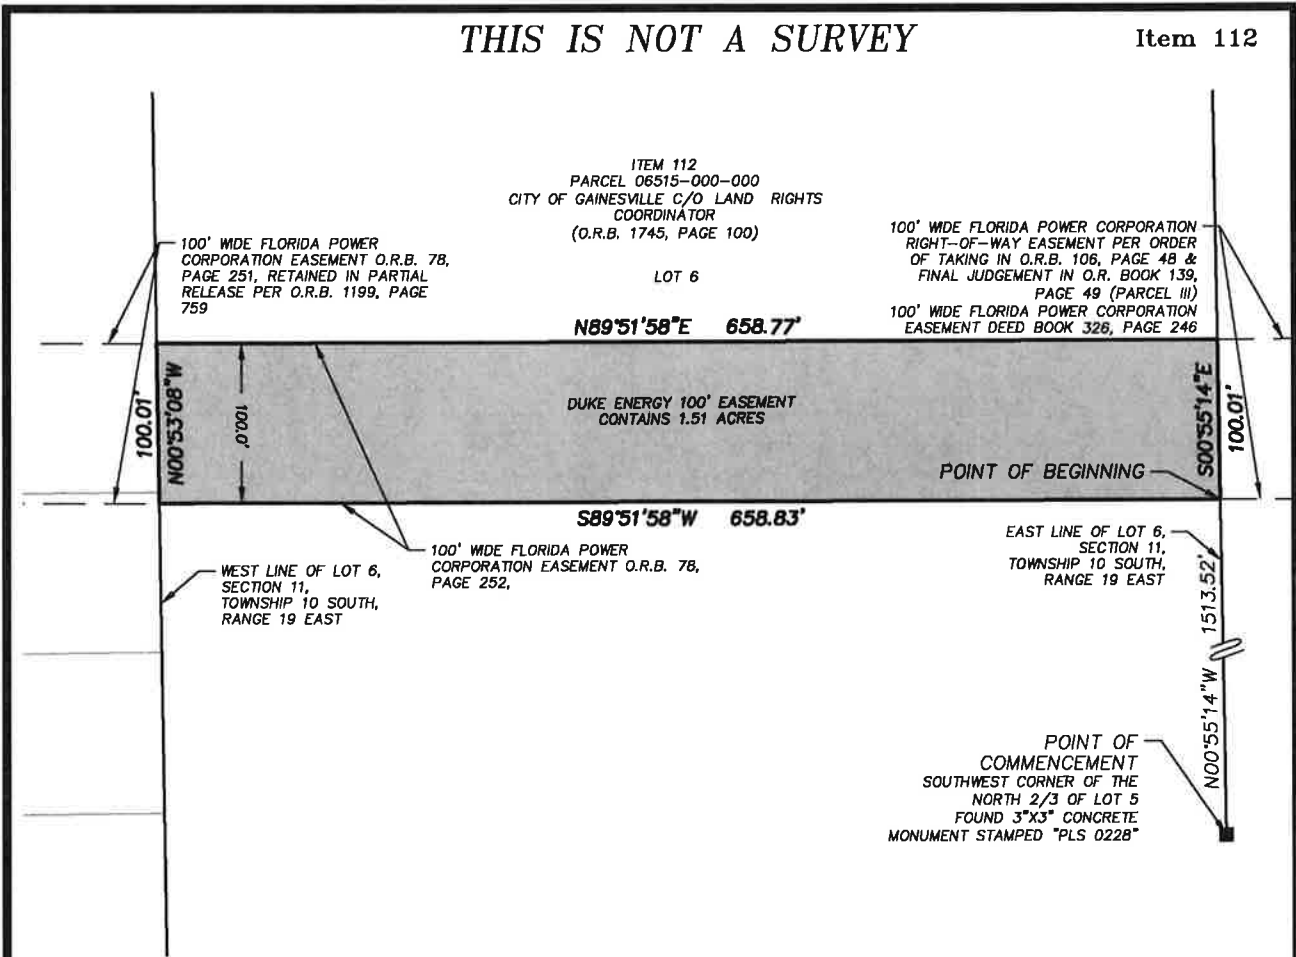 THIS IS NOT A SURVEY
Item 112
ITEM 112
PARCEL 06515-000-000
CITY OF GAINESVILLE C/O LAND RIGHTS
COORDINATOR
(O.R.B. 1745, PAGE 100)
LOT 6
100' WIDE FLORIDA POWER
CORPORATION EASEMENT O.R.B. 78,
PAGE 251, RETAINED IN PARTIAL
RELEASE PER O.R.B. 1199, PAGE
759
100' WIDE FLORIDA POWER CORPORATION
RIGHT-OF-WAY EASEMENT PER ORDER
OF TAKING IN O.R.B. 106, PAGE 48 &
FINAL JUDGEMENT IN O.R. BOOK 139,
PAGE 49 (PARCEL III)
100' WIDE FLORIDA POWER CORPORATION
EASEMENT DEED BOOK 326, PAGE 246
N89°51'58"E 658.77'
100.01'
N00°53'08"W
100.0'
DUKE ENERGY 100' EASEMENT
CONTAINS 1.51 ACRES
S00°55'14"E
100.01'
POINT OF BEGINNING
S89°51'58"W 658.83'
100' WIDE FLORIDA POWER
CORPORATION EASEMENT O.R.B. 78,
PAGE 252,
WEST LINE OF LOT 6,
SECTION 11,
TOWNSHIP 10 SOUTH,
RANGE 19 EAST
EAST LINE OF LOT 6,
SECTION 11,
TOWNSHIP 10 SOUTH,
RANGE 19 EAST
N00°55'14"W 1513.52'
POINT OF
COMMENCEMENT
SOUTHWEST CORNER OF THE
NORTH 2/3 OF LOT 5
FOUND 3"X3" CONCRETE
MONUMENT STAMPED "PLS 0228"